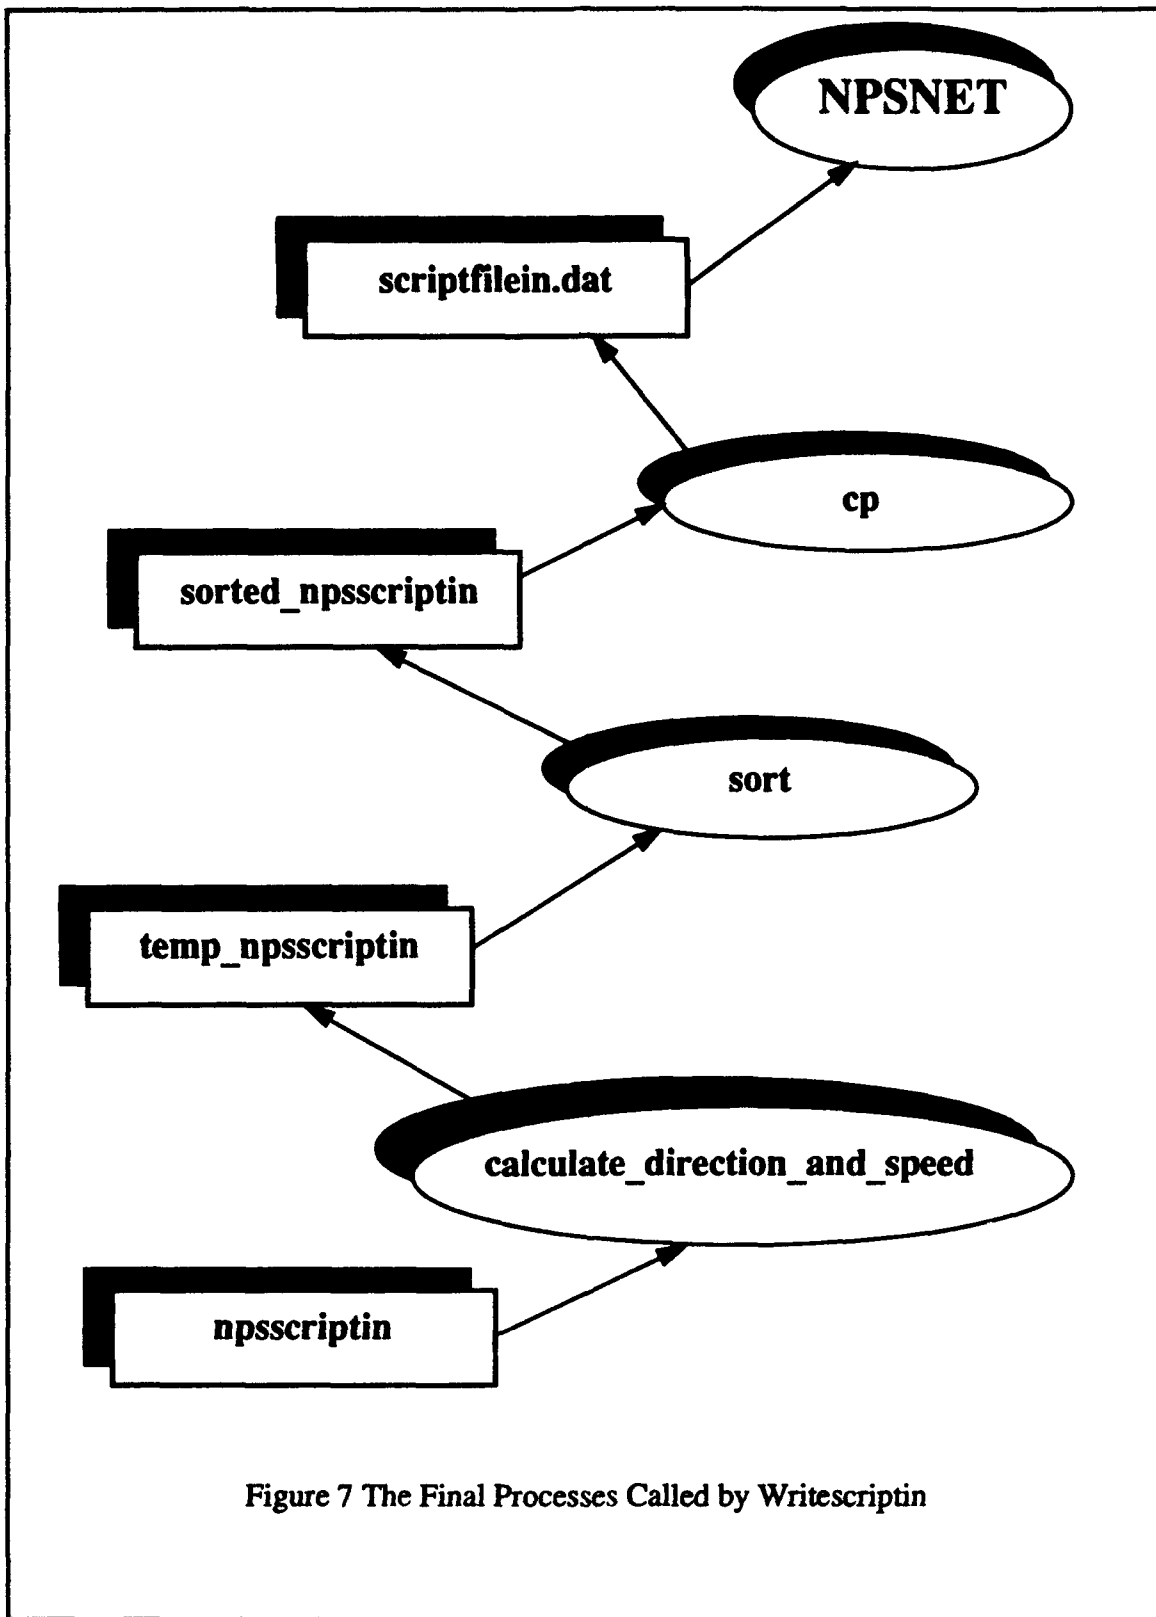 NPSNET
scriptfilein.dat
cp
sorted_npsscriptin
sort
temp_npsscriptin
calculate_direction_and_speed
npsscriptin
Figure 7 The Final Processes Called by Writescriptin